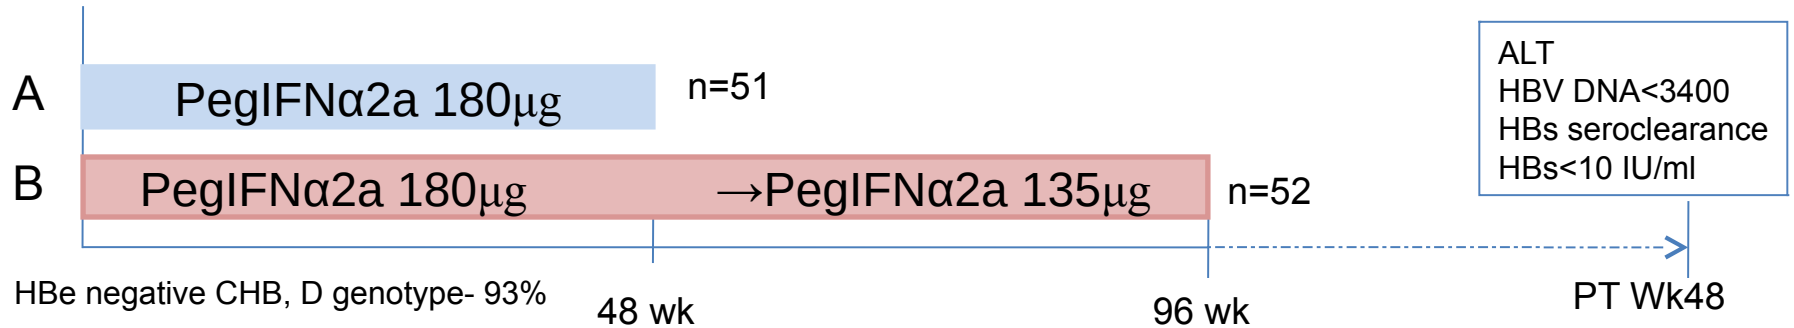 A
PegIFNα2a 180μg
n=51
B
PegIFNα2a 180μg →PegIFNα2a 135μg
n=52
ALT
HBV DNA<3400
HBs seroclearance
HBs<10 IU/ml
HBe negative CHB, D genotype- 93%
48 wk
96 wk
PT Wk48